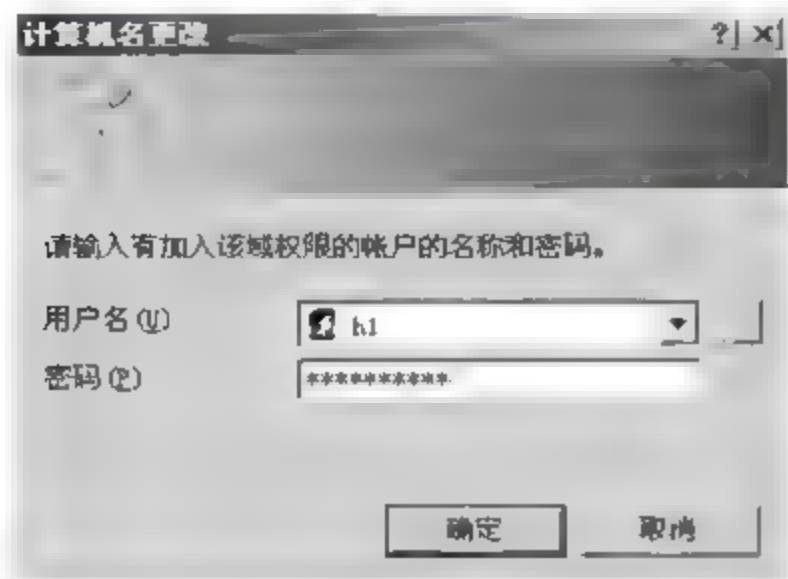 计算机名更改
请输入有加入该域权限的帐户的名称和密码。
用户名(U)
h1
密码(P)
**********
确定
取消